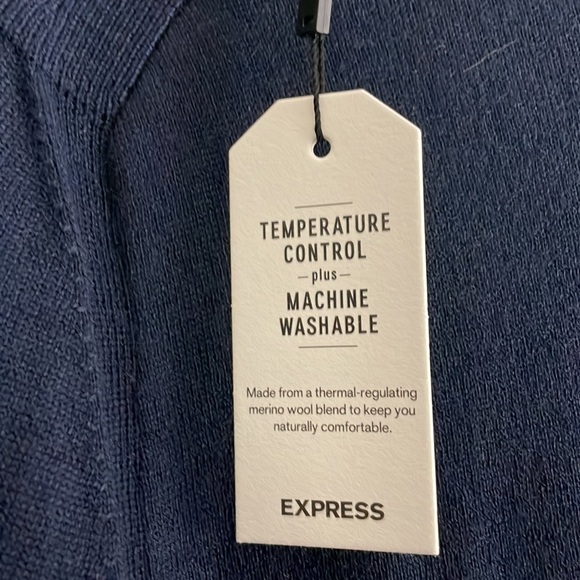 TEMPERATURE
CONTROL
—plus—
MACHINE
WASHABLE
Made from a thermal-regulating
merino wool blend to keep you
naturally comfortable.
EXPRESS